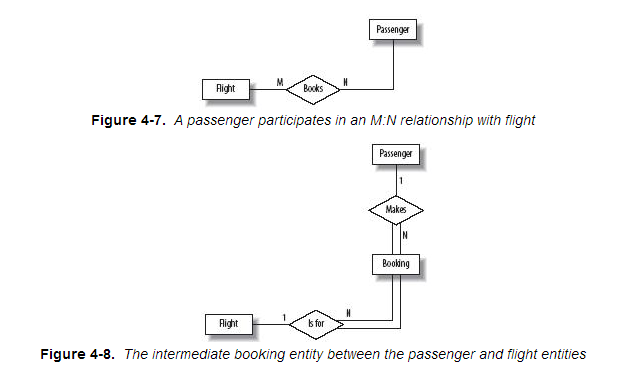 Passenger
Flight M Books N
Figure 4-7. A passenger participates in an M:N relationship with flight
Passenger
1
Makes
N
Booking
Flight 1 Is for N
Figure 4-8. The intermediate booking entity between the passenger and flight entities